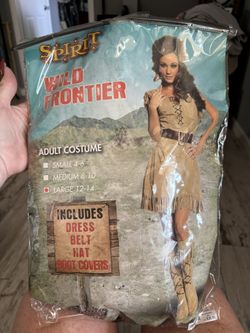 SPIRIT
WILD
FRONTIER
ADULT COSTUME
SMALL 4-6
MEDIUM 8-10
LARGE 12-14
INCLUDES
DRESS
BELT
HAT
BOOT COVERS